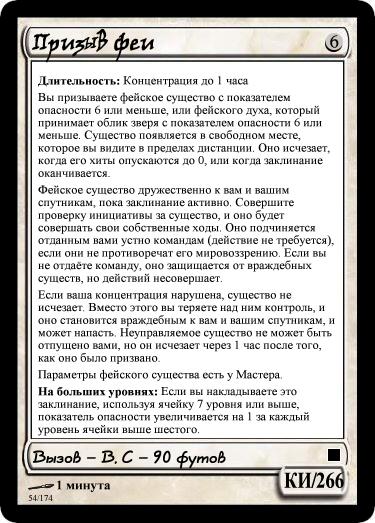 Призыв феи
6
Длительность: Концентрация до 1 часа
Вы призываете фейское существо с показателем
опасности 6 или меньше, или фейского духа, который
принимает облик зверя с показателем опасности 6 или
меньше. Существо появляется в свободном месте,
которое вы видите в пределах дистанции. Оно исчезает,
когда его хиты опускаются до 0, или когда заклинание
оканчивается.
Фейское существо дружественно к вам и вашим
спутникам, пока заклинание активно. Совершите
проверку инициативы за существо, и оно будет
совершать свои собственные ходы. Оно подчиняется
отданным вами устно командам (действие не требуется),
если они не противоречат его мировоззрению. Если вы
не отдаёте команду, оно защищается от враждебных
существ, но действий несовершает.
Если ваша концентрация нарушена, существо не
исчезает. Вместо этого вы теряете над ним контроль, и
оно становится враждебным к вам и вашим спутникам, и
может напасть. Неуправляемое существо не может быть
отпущено вами, но он исчезает через 1 час после того,
как оно было призвано.
Параметры фейского существа есть у Мастера.
На больших уровнях: Если вы накладываете это
заклинание, используя ячейку 7 уровня или выше,
показатель опасности увеличивается на 1 за каждый
уровень ячейки выше шестого.
Вызов – В, С – 90 футов
КИ/266
1 минута
54/174